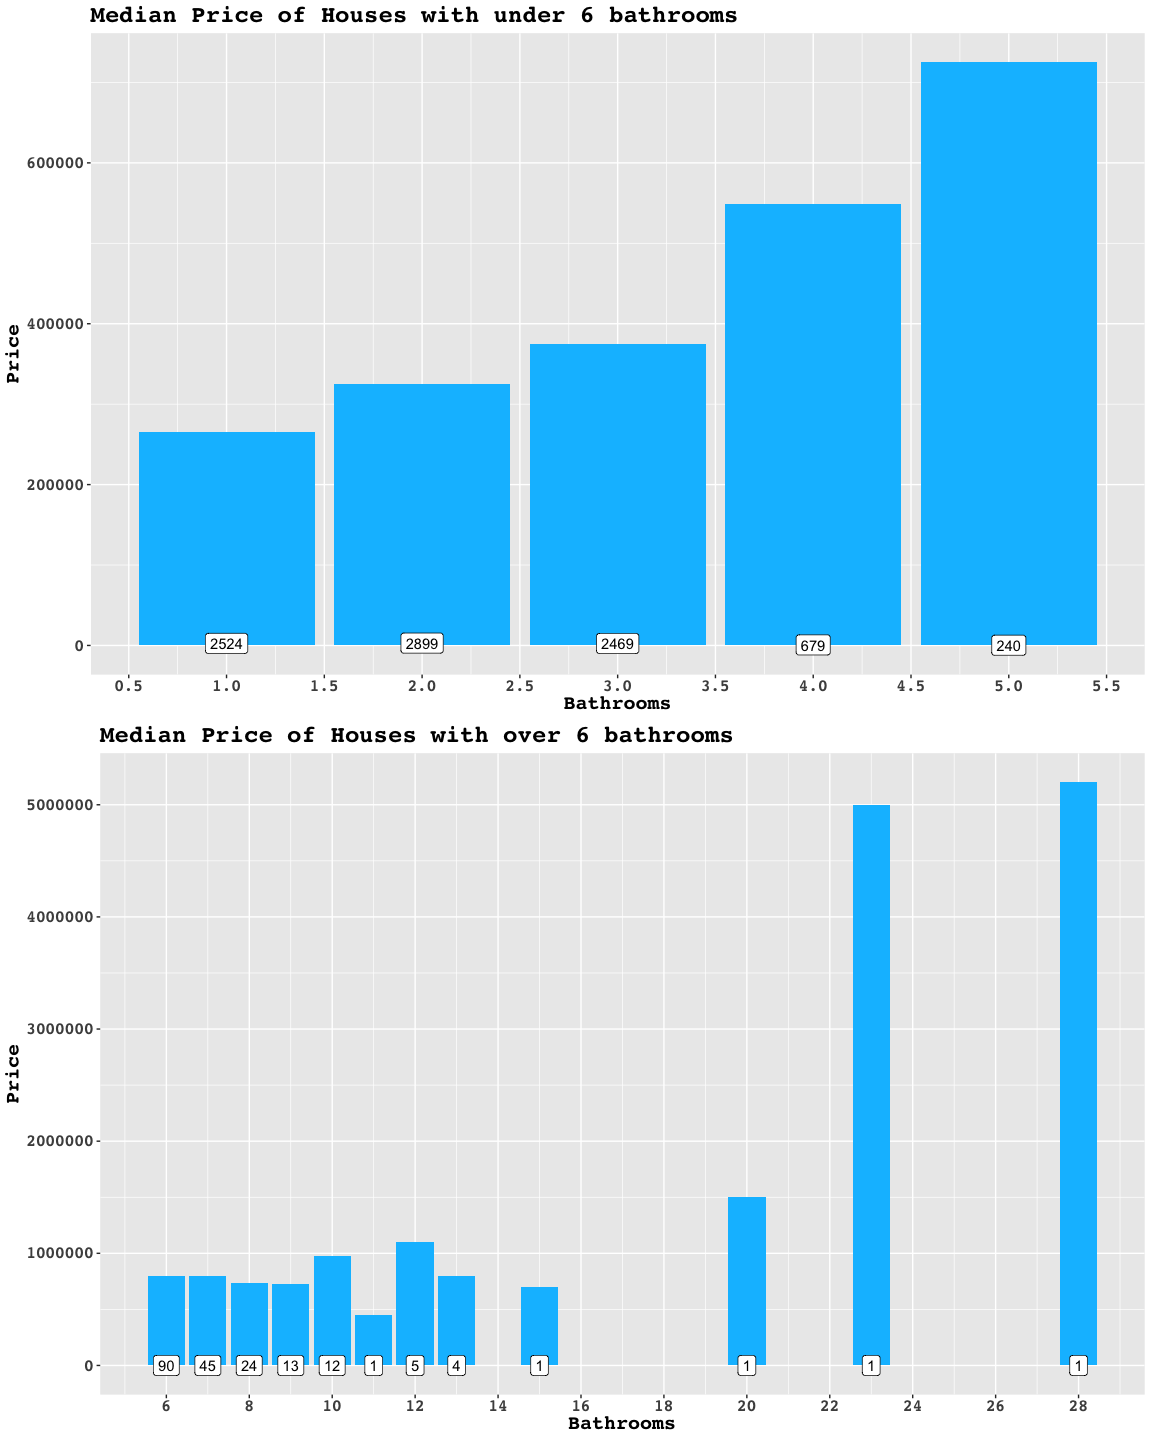 Median Price of Houses with under 6 bathrooms
600000
400000
200000
0
Price
2524 2899 2469 679 240
0.5 1.0 1.5 2.0 2.5 3.0 3.5 4.0 4.5 5.0 5.5
Bathrooms
Median Price of Houses with over 6 bathrooms
5000000
4000000
3000000
2000000
1000000
0
Price
90 45 24 13 12 1 5 4 1 1 1 1
6 8 10 12 14 16 18 20 22 24 26 28
Bathrooms